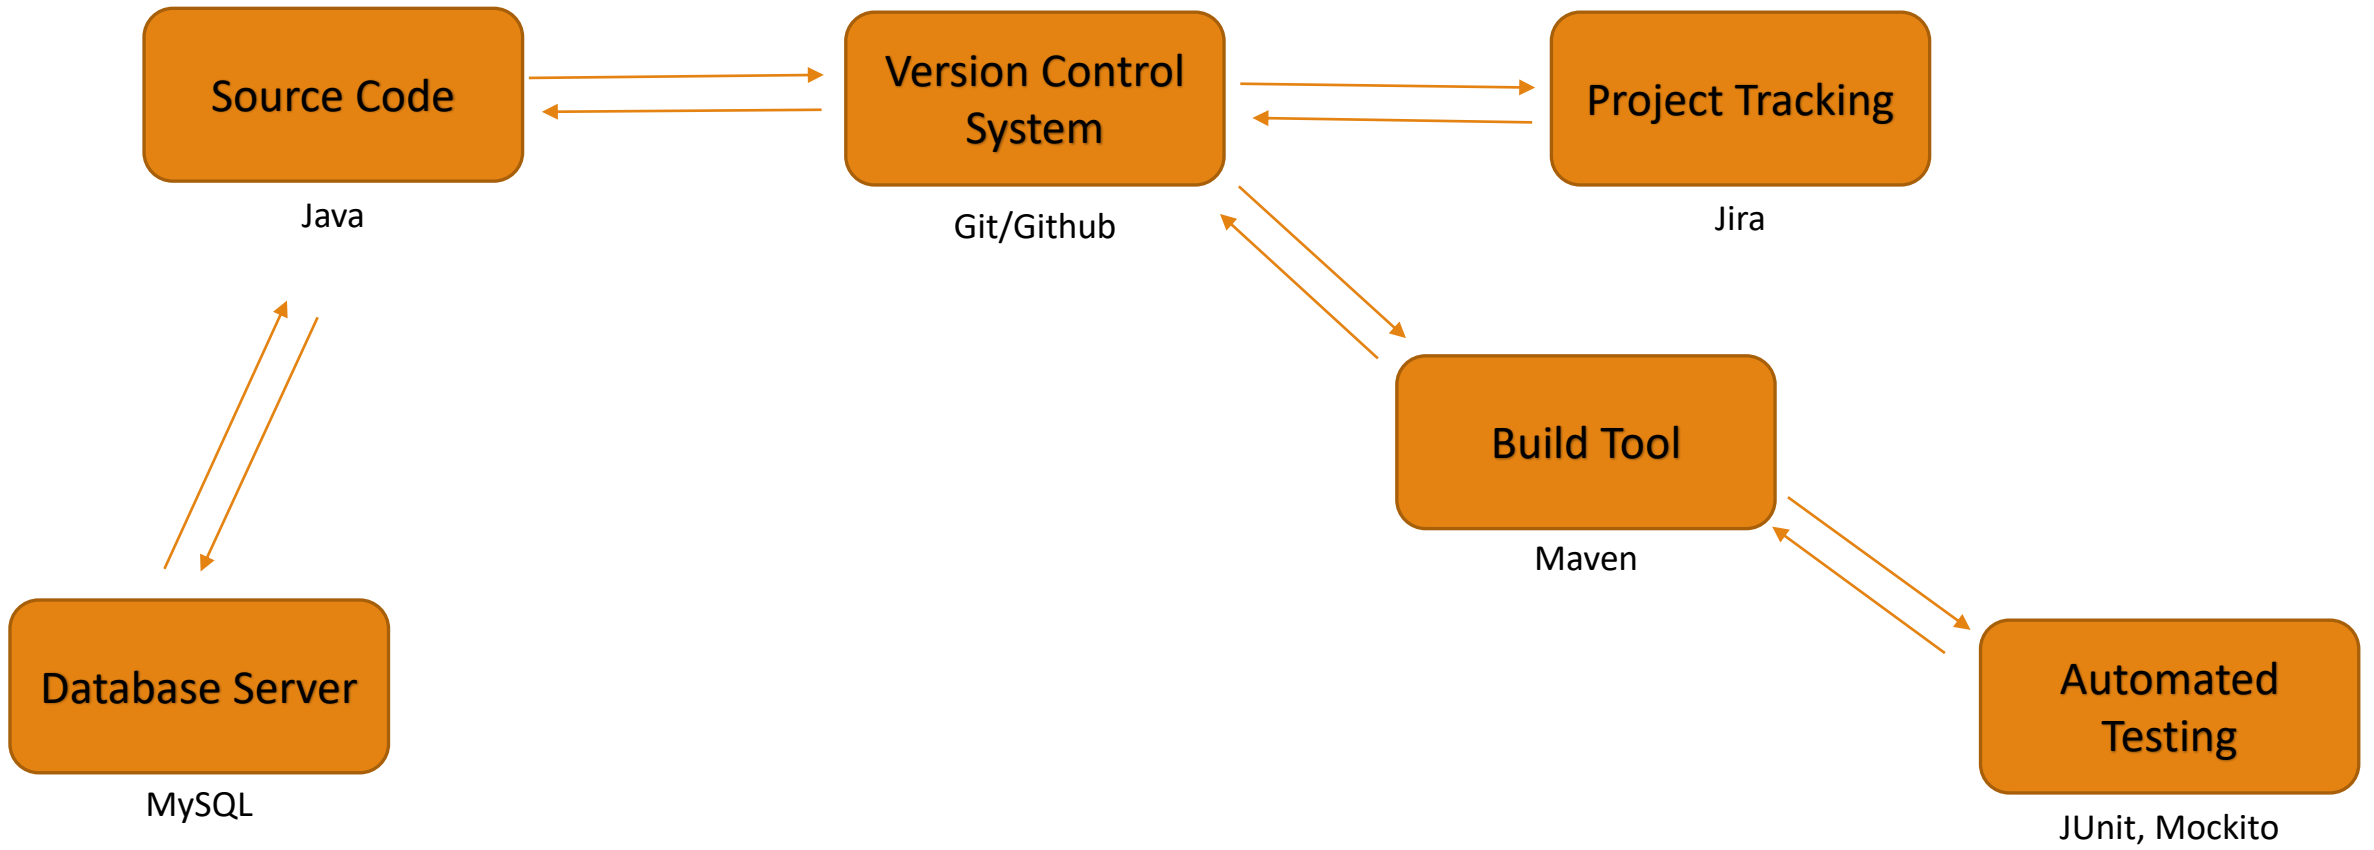 Source Code
Java
Version Control
System
Git/Github
Project Tracking
Jira
Build Tool
Maven
Database Server
MySQL
Automated
Testing
JUnit, Mockito